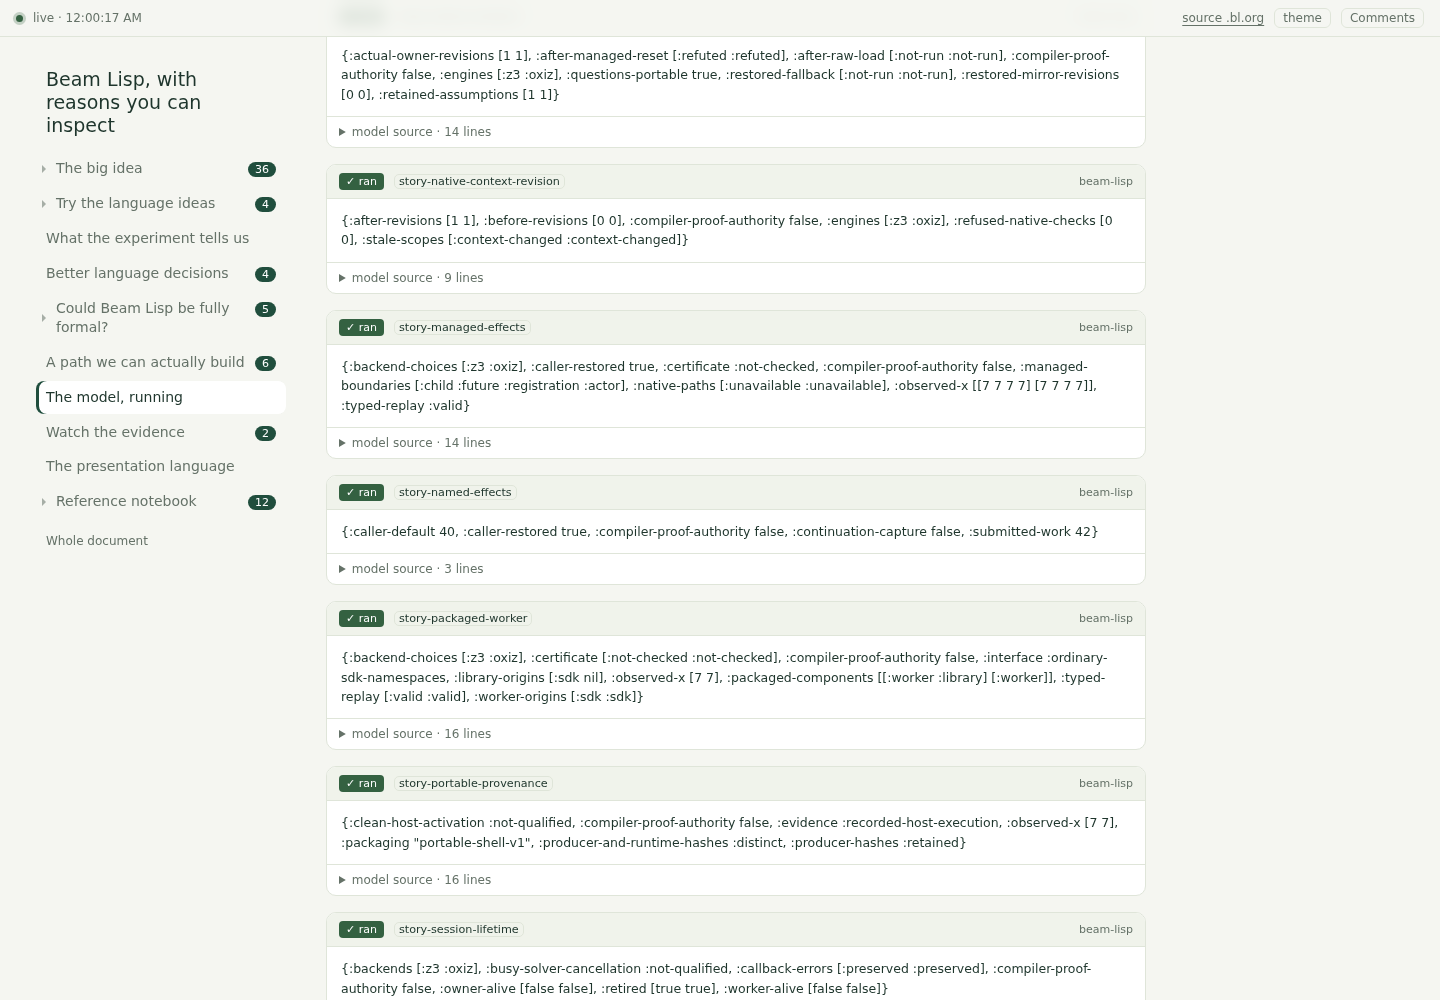 live · 12:00:17 AM
source .bl.org
theme
Comments
Beam Lisp, with
reasons you can
inspect
The big idea 36
Try the language ideas 4
What the experiment tells us
Better language decisions 4
Could Beam Lisp be fully 5
formal?
A path we can actually build 6
The model, running
Watch the evidence 2
The presentation language
Reference notebook 12
Whole document
{:actual-owner-revisions [1 1], :after-managed-reset [:refuted :refuted], :after-raw-load [:not-run :not-run], :compiler-proof-
authority false, :engines [:z3 :oxiz], :questions-portable true, :restored-fallback [:not-run :not-run], :restored-mirror-revisions
[0 0], :retained-assumptions [1 1]}
model source · 14 lines
✓ ran story-native-context-revision beam-lisp
{:after-revisions [1 1], :before-revisions [0 0], :compiler-proof-authority false, :engines [:z3 :oxiz], :refused-native-checks [0
0], :stale-scopes [:context-changed :context-changed]}
model source · 9 lines
✓ ran story-managed-effects beam-lisp
{:backend-choices [:z3 :oxiz], :caller-restored true, :certificate :not-checked, :compiler-proof-authority false, :managed-
boundaries [:child :future :registration :actor], :native-paths [:unavailable :unavailable], :observed-x [[7 7 7 7] [7 7 7 7]],
:typed-replay :valid}
model source · 14 lines
✓ ran story-named-effects beam-lisp
{:caller-default 40, :caller-restored true, :compiler-proof-authority false, :continuation-capture false, :submitted-work 42}
model source · 3 lines
✓ ran story-packaged-worker beam-lisp
{:backend-choices [:z3 :oxiz], :certificate [:not-checked :not-checked], :compiler-proof-authority false, :interface :ordinary-
sdk-namespaces, :library-origins [:sdk nil], :observed-x [7 7], :packaged-components [[:worker :library] [:worker]], :typed-
replay [:valid :valid], :worker-origins [:sdk :sdk]}
model source · 16 lines
✓ ran story-portable-provenance beam-lisp
{:clean-host-activation :not-qualified, :compiler-proof-authority false, :evidence :recorded-host-execution, :observed-x [7 7],
:packaging "portable-shell-v1", :producer-and-runtime-hashes :distinct, :producer-hashes :retained}
model source · 16 lines
✓ ran story-session-lifetime beam-lisp
{:backends [:z3 :oxiz], :busy-solver-cancellation :not-qualified, :callback-errors [:preserved :preserved], :compiler-proof-
authority false, :owner-alive [false false], :retired [true true], :worker-alive [false false]}